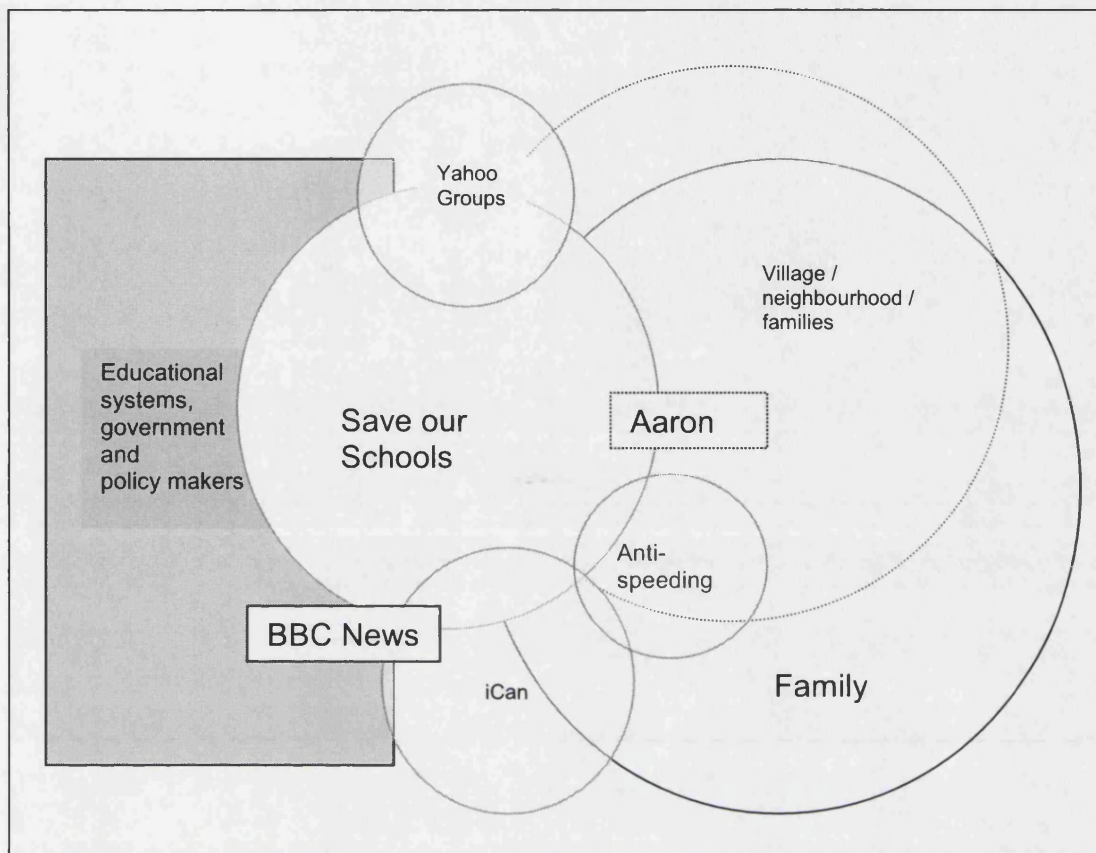 Yahoo
Groups
Village /
neighbourhood /
families
Educational
systems,
government
and
policy makers
Save our
Schools
Aaron
Anti-
speeding
BBC News
iCan
Family